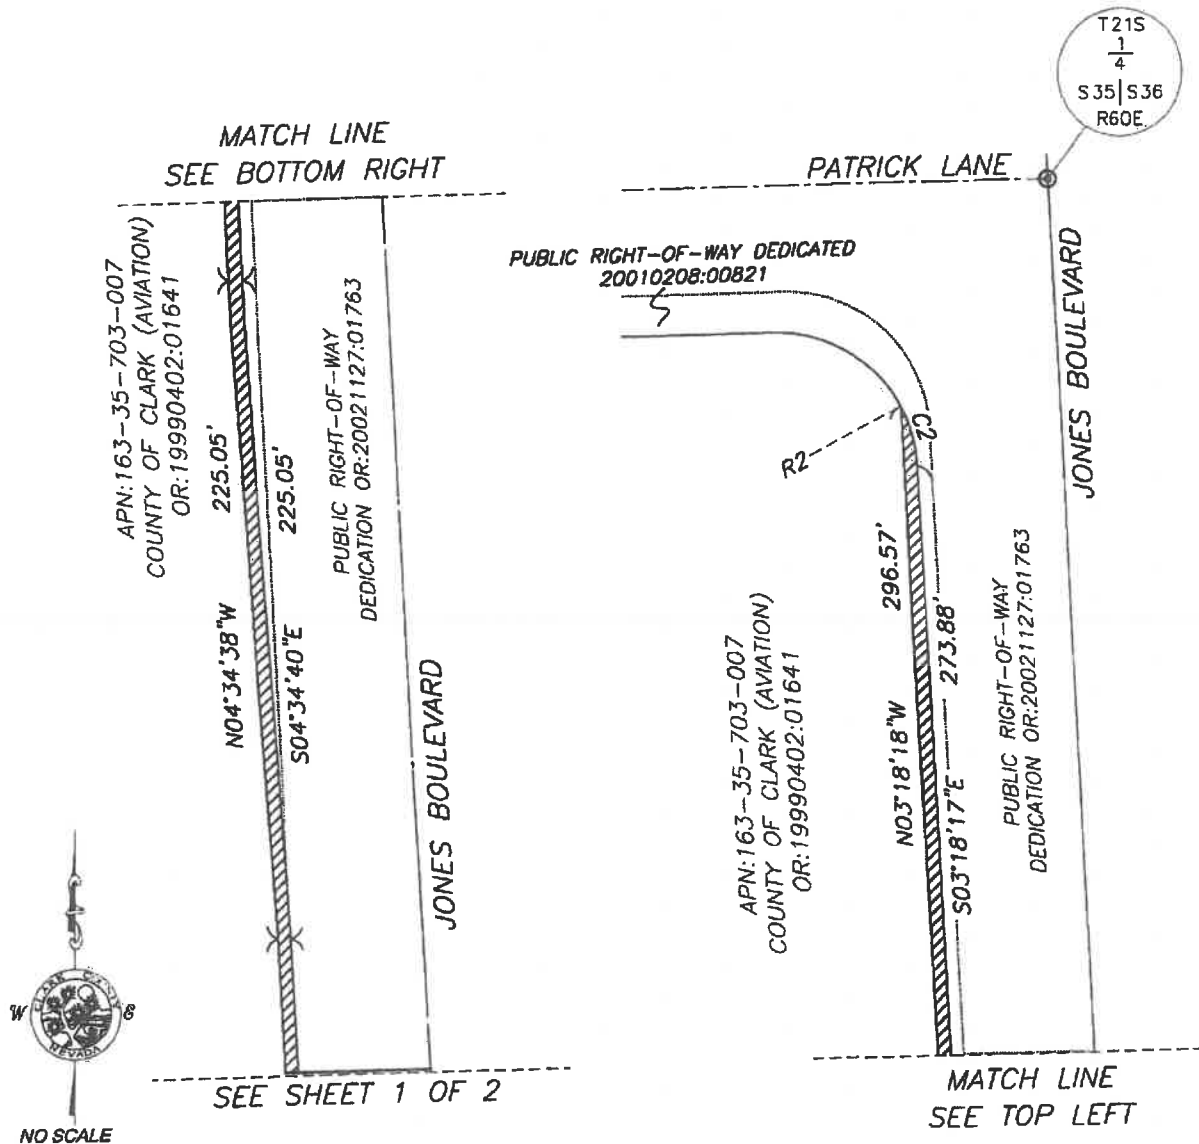 T21S
1
4
S35|S36
R60E
MATCH LINE
SEE BOTTOM RIGHT
APN:163-35-703-007
COUNTY OF CLARK (AVIATION)
OR:19990402:01641
225.05'
225.05'
N04°34'38"W
S04°34'40"E
PUBLIC RIGHT-OF-WAY
DEDICATION OR:20021127:01763
JONES BOULEVARD
SEE SHEET 1 OF 2
W
E
CLARK COUNTY
NEVADA
NO SCALE
PATRICK LANE
PUBLIC RIGHT-OF-WAY DEDICATED
20010208:00821
JONES BOULEVARD
C2
R2
296.57'
273.88'
N03°18'18"W
S03°18'17"E
APN:163-35-703-007
COUNTY OF CLARK (AVIATION)
OR:19990402:01641
PUBLIC RIGHT-OF-WAY
DEDICATION OR:20021127:01763
MATCH LINE
SEE TOP LEFT